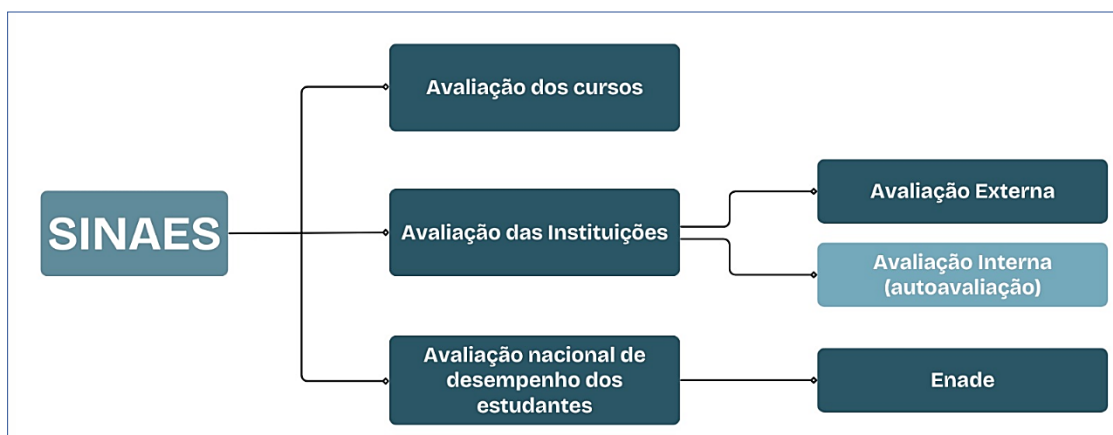 SINAES
Avaliação dos cursos
Avaliação das Instituições
Avaliação Externa
Avaliação Interna
(autoavaliação)
Avaliação nacional de
desempenho dos
estudantes
Enade